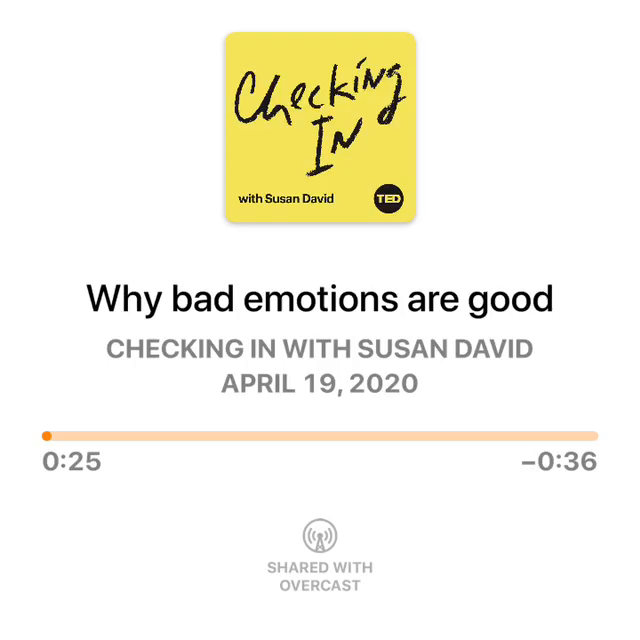 Checking
In
with Susan David
TED
Why bad emotions are good
CHECKING IN WITH SUSAN DAVID
APRIL 19, 2020
0:25
−0:36
SHARED WITH
OVERCAST